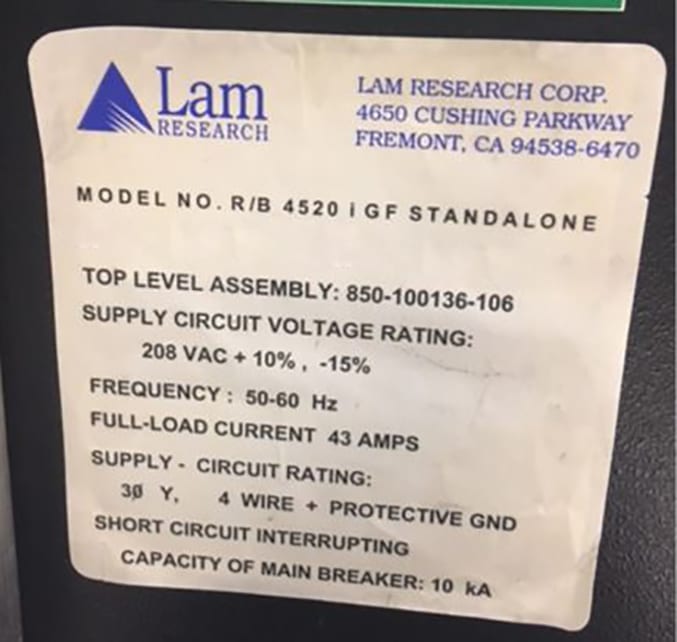 Lam
RESEARCH
LAM RESEARCH CORP.
4650 CUSHING PARKWAY
FREMONT, CA 94538-6470
MODEL NO. R/B 4520 i GF STANDALONE
TOP LEVEL ASSEMBLY: 850-100136-106
SUPPLY CIRCUIT VOLTAGE RATING:
208 VAC + 10% , -15%
FREQUENCY : 50-60 Hz
FULL-LOAD CURRENT 43 AMPS
SUPPLY - CIRCUIT RATING:
3Ø Y, 4 WIRE + PROTECTIVE GND
SHORT CIRCUIT INTERRUPTING
CAPACITY OF MAIN BREAKER: 10 kA